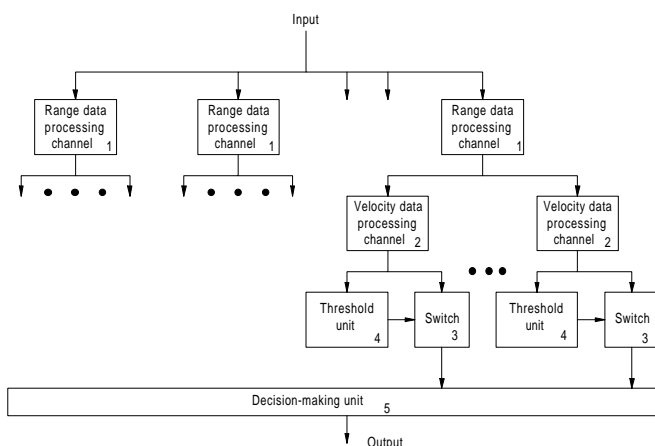 Input
Range data
processing
channel 1
Range data
processing
channel 1
Range data
processing
channel 1
Velocity data
processing
channel 2
Velocity data
processing
channel 2
Threshold
unit
4
Switch
3
Threshold
unit
4
Switch
3
Decision-making unit 5
Output